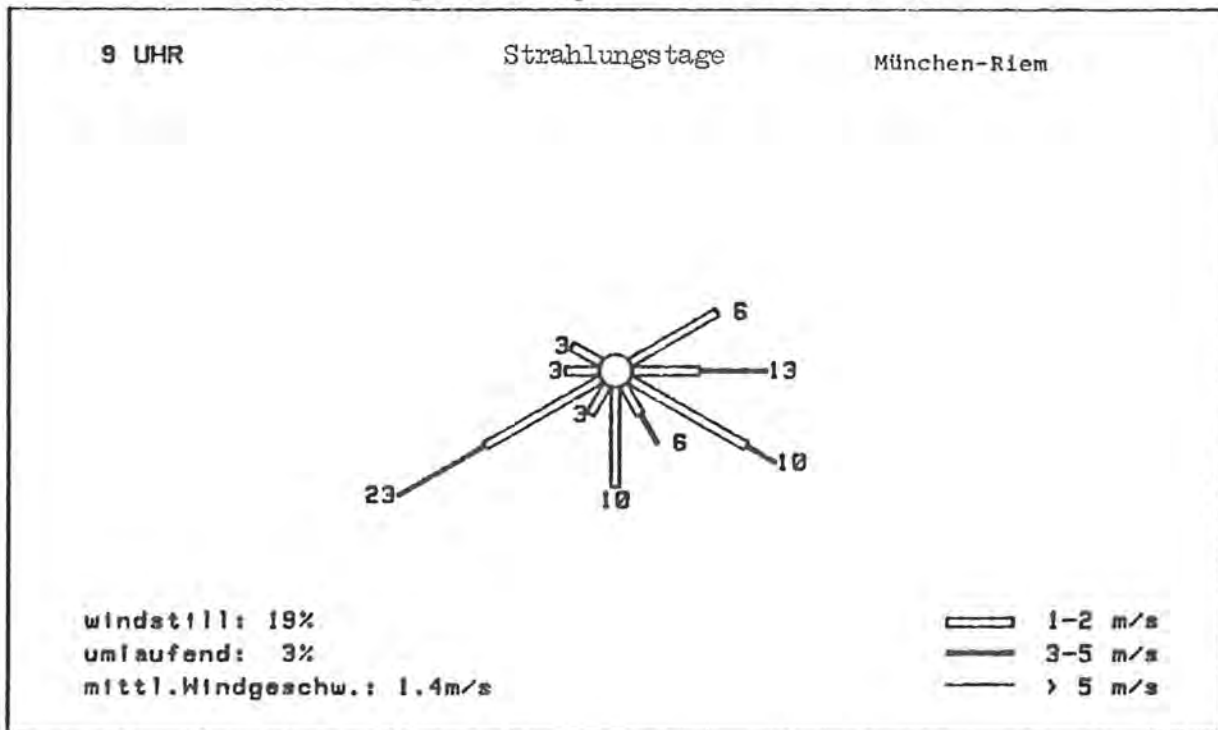 9 UHR Strahlungstage München-Riem
6
3
3 13
3
6
10
23
10
windstill: 19% 1-2 m/s
umlaufend: 3% 3-5 m/s
mittl.Windgeschw.: 1.4m/s > 5 m/s